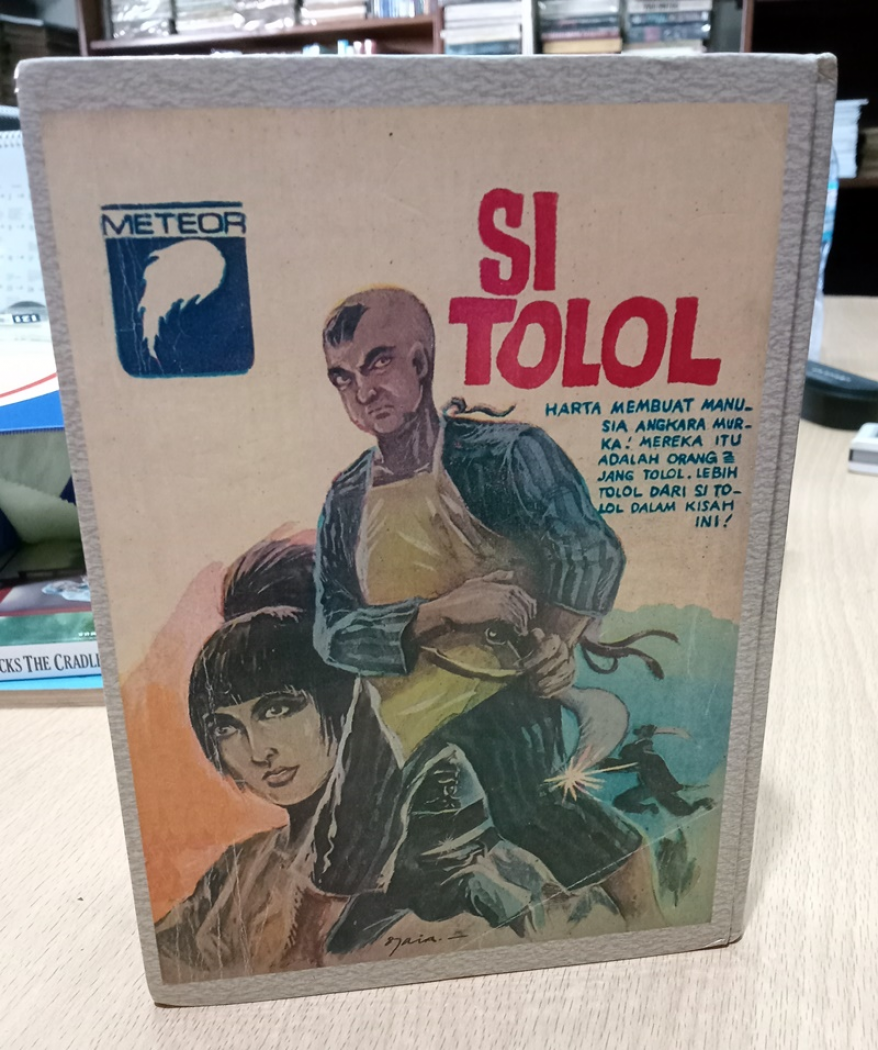 METEOR
SI
TOLOL
HARTA MEMBUAT MANU-
SIA ANGKARA MUR-
KA! MEREKA ITU
ADALAH ORANG2
JANG TOLOL. LEBIH
TOLOL DARI SI TO-
LOL DALAM KISAH
INI!
CKS THE CRADL